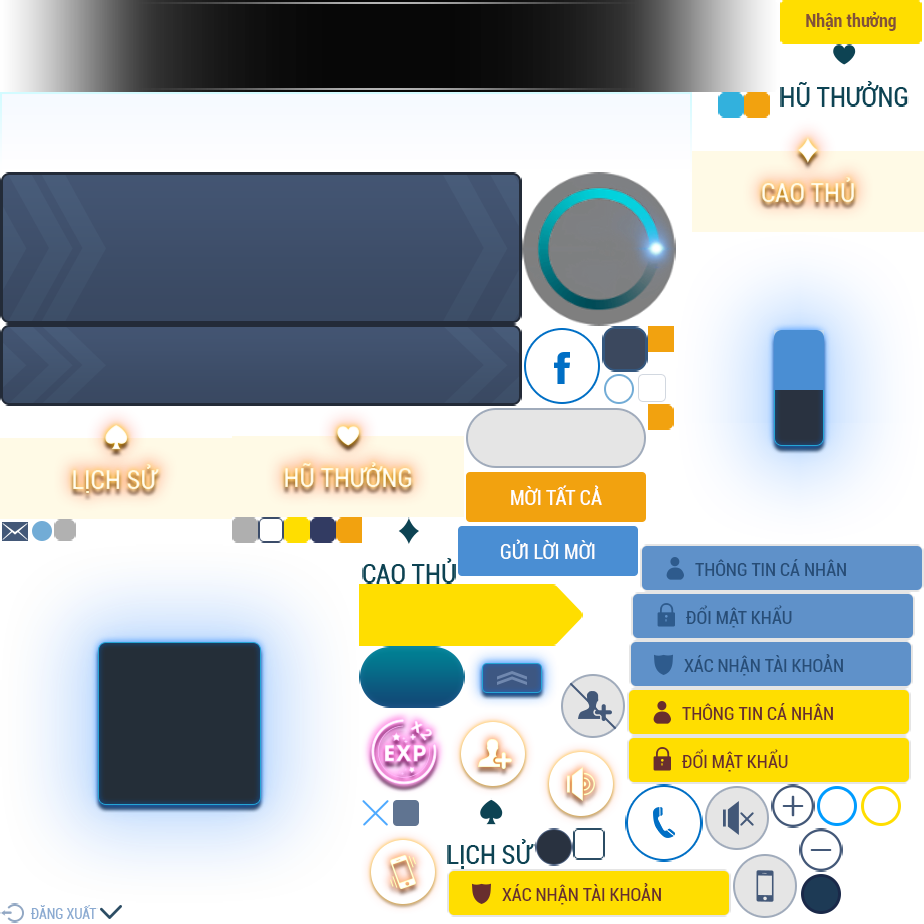 Nhận thưởng
HŨ THƯỞNG
CAO THỦ
LỊCH SỬ
HŨ THƯỞNG
MỜI TẤT CẢ
GỬI LỜI MỜI
CAO THỦ
THÔNG TIN CÁ NHÂN
ĐỔI MẬT KHẨU
XÁC NHẬN TÀI KHOẢN
THÔNG TIN CÁ NHÂN
X2
EXP
ĐỔI MẬT KHẨU
LỊCH SỬ
XÁC NHẬN TÀI KHOẢN
ĐĂNG XUẤT